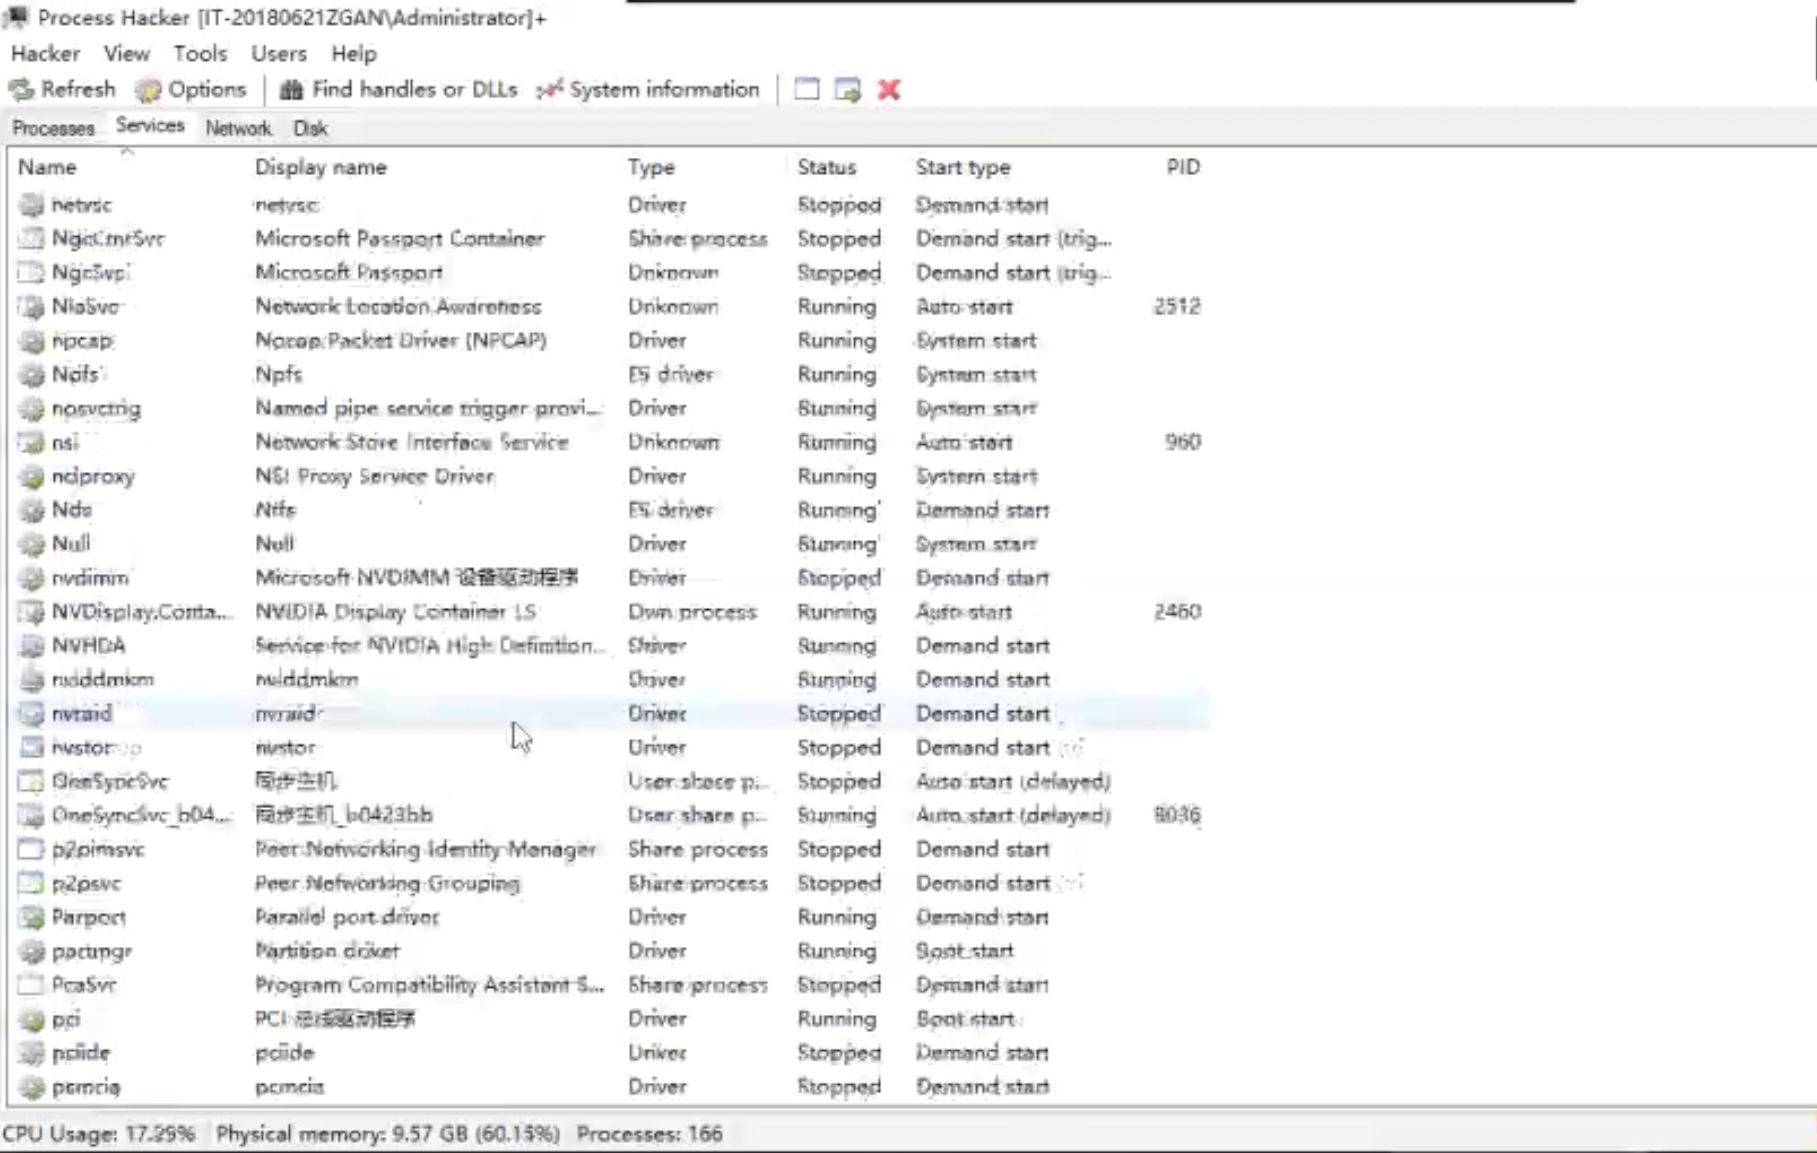 Process Hacker [IT-20180621ZGAN\Administrator]+
Hacker View Tools Users Help
Refresh Options Find handles or DLLs System information
Processes Services Network Disk
Name Display name Type Status Start type PID
netvsc netvsc Driver Stopped Demand start
NgcCtnrSvc Microsoft Passport Container Share process Stopped Demand start (trig...
NgcSvc Microsoft Passport Unknown Stopped Demand start (trig...
NlaSvc Network Location Awareness Unknown Running Auto start 2512
npcap Npcap Packet Driver (NPCAP) Driver Running System start
Npfs Npfs FS driver Running System start
npsvctrig Named pipe service trigger provi... Driver Running System start
nsi Network Store Interface Service Unknown Running Auto start 960
nsiproxy NSI Proxy Service Driver Driver Running System start
Ntfs Ntfs FS driver Running Demand start
Null Null Driver Running System start
nvdimm Microsoft NVDIMM 设备驱动程序 Driver Stopped Demand start
NVDisplay.Conta... NVIDIA Display Container LS Own process Running Auto start 2460
NVHDA Service for NVIDIA High Definition... Driver Running Demand start
nvlddmkm nvlddmkm Driver Running Demand start
nvraid nvraid Driver Stopped Demand start
nvstor nvstor Driver Stopped Demand start
OneSyncSvc 同步主机 User share p... Stopped Auto start (delayed)
OneSyncSvc_b04... 同步主机_b0423bb User share p... Running Auto start (delayed) 8036
p2pimsvc Peer Networking Identity Manager Share process Stopped Demand start
p2psvc Peer Networking Grouping Share process Stopped Demand start
Parport Parallel port driver Driver Running Demand start
partmgr Partition driver Driver Running Boot start
PcaSvc Program Compatibility Assistant S... Share process Stopped Demand start
pci PCI 总线驱动程序 Driver Running Boot start
pciide pciide Driver Stopped Demand start
pcmcia pcmcia Driver Stopped Demand start
CPU Usage: 17.29% Physical memory: 9.57 GB (60.15%) Processes: 166